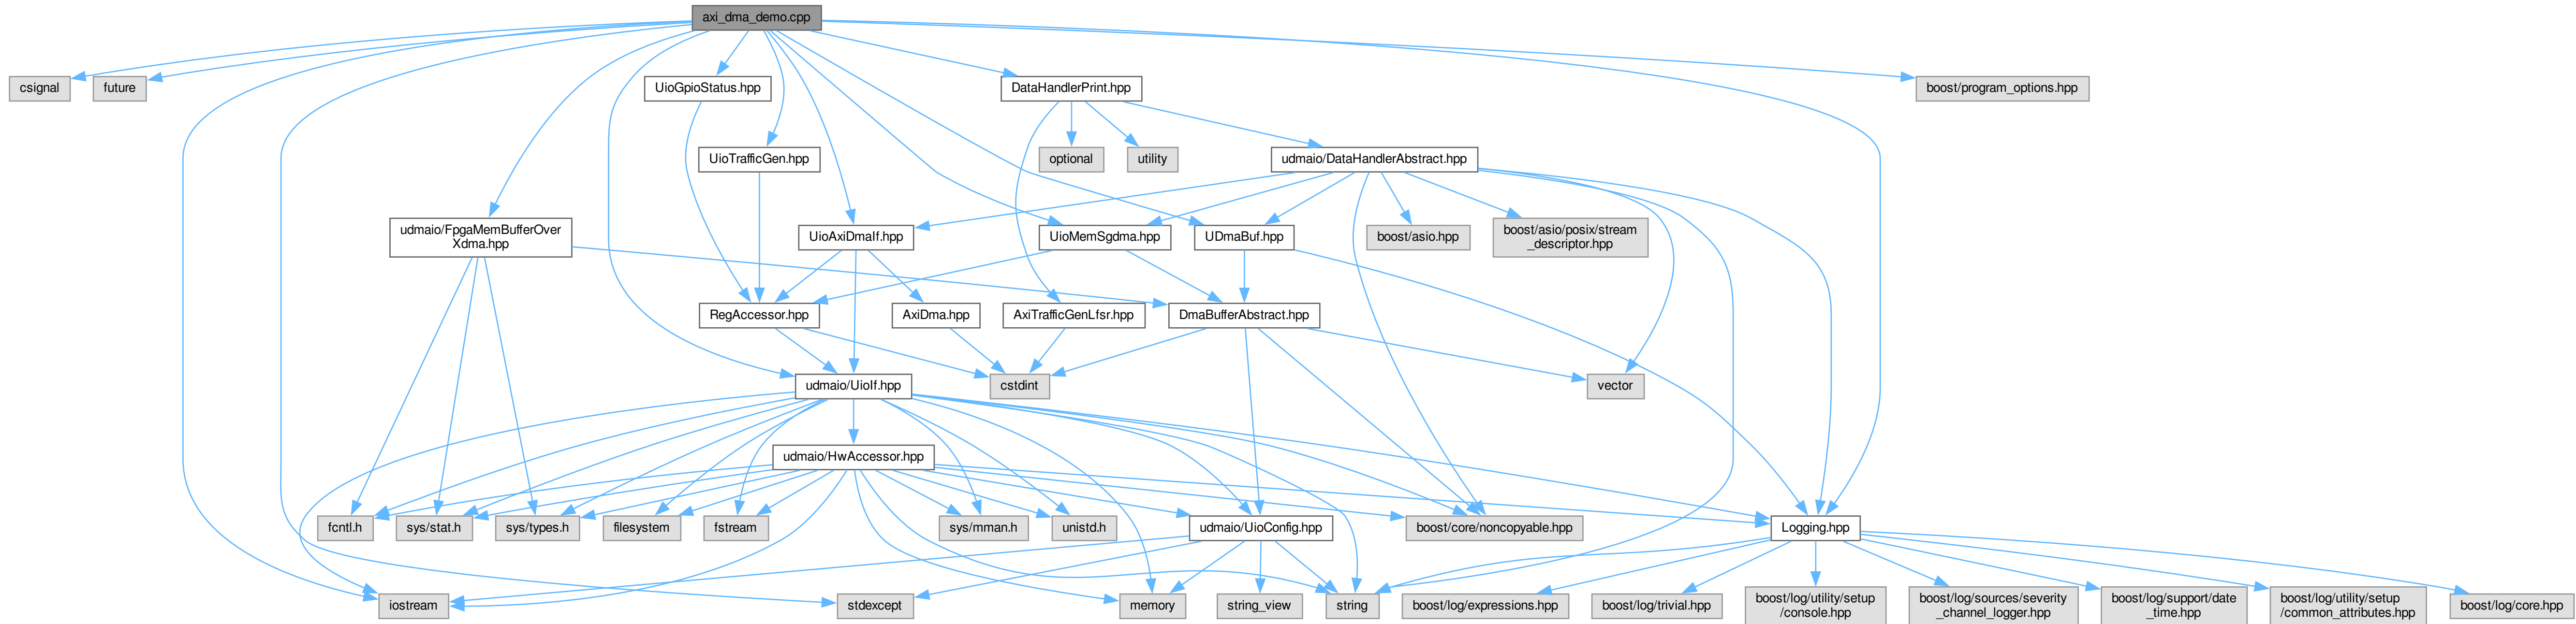 axi_dma_demo.cpp
csignal
future
UioGpioStatus.hpp
DataHandlerPrint.hpp
boost/program_options.hpp
UioTrafficGen.hpp
optional
utility
udmaio/DataHandlerAbstract.hpp
udmaio/FpgaMemBufferOver
Xdma.hpp
UioAxiDmaIf.hpp
UioMemSgdma.hpp
UDmaBuf.hpp
boost/asio.hpp
boost/asio/posix/stream
_descriptor.hpp
RegAccessor.hpp
AxiDma.hpp
AxiTrafficGenLfsr.hpp
DmaBufferAbstract.hpp
udmaio/UioIf.hpp
cstdint
vector
udmaio/HwAccessor.hpp
fcntl.h
sys/stat.h
sys/types.h
filesystem
fstream
sys/mman.h
unistd.h
udmaio/UioConfig.hpp
boost/core/noncopyable.hpp
Logging.hpp
iostream
stdexcept
memory
string_view
string
boost/log/expressions.hpp
boost/log/trivial.hpp
boost/log/utility/setup
/console.hpp
boost/log/sources/severity
_channel_logger.hpp
boost/log/support/date
_time.hpp
boost/log/utility/setup
/common_attributes.hpp
boost/log/core.hpp